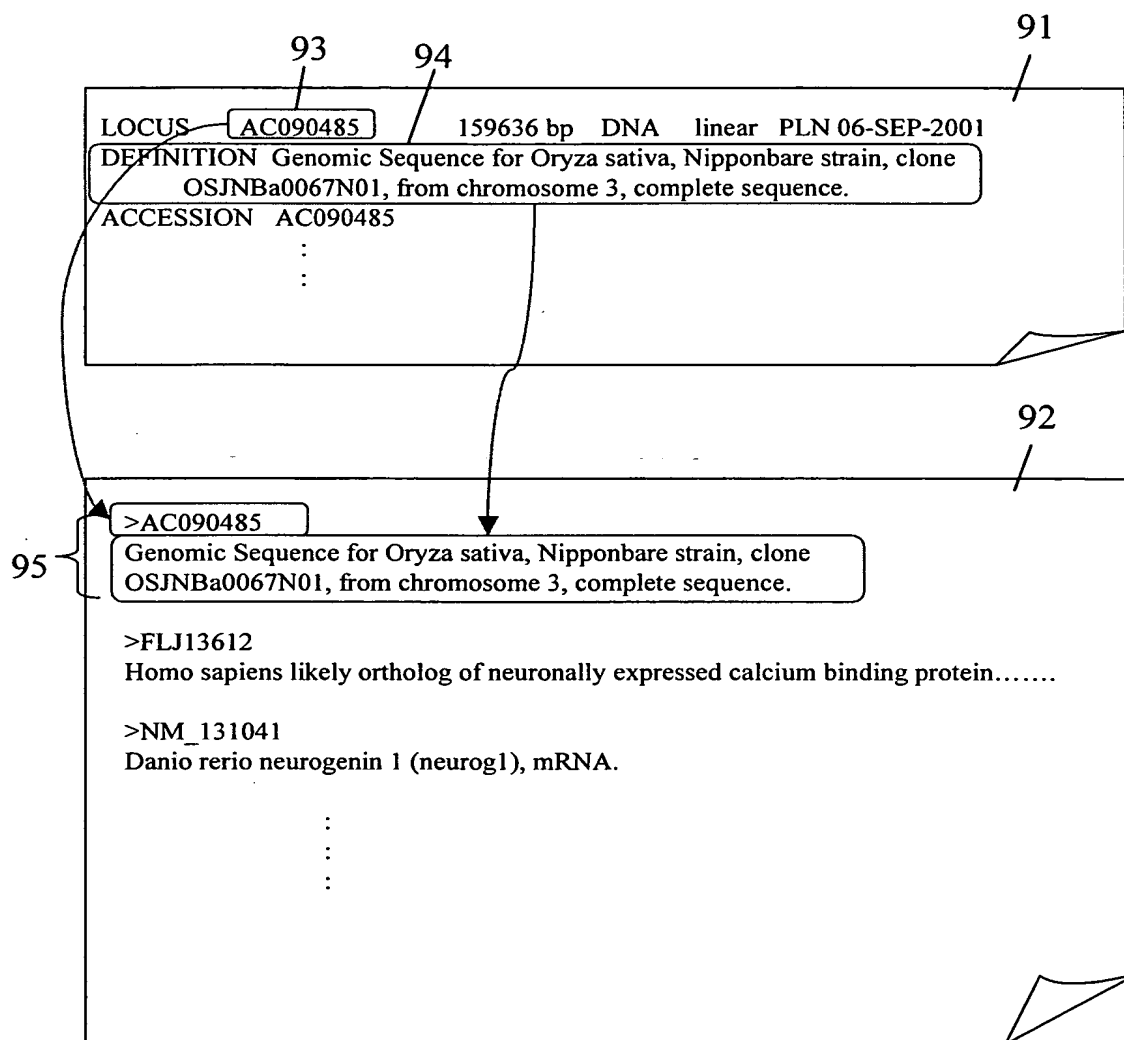 91
93
94
LOCUS AC090485 159636 bp DNA linear PLN 06-SEP-2001
DEFINITION Genomic Sequence for Oryza sativa, Nipponbare strain, clone
OSJNBa0067N01, from chromosome 3, complete sequence.
ACCESSION AC090485
:
:
92
>AC090485
95
Genomic Sequence for Oryza sativa, Nipponbare strain, clone
OSJNBa0067N01, from chromosome 3, complete sequence.
>FLJ13612
Homo sapiens likely ortholog of neuronally expressed calcium binding protein.......
>NM_131041
Danio rerio neurogenin 1 (neurog1), mRNA.
:
:
: